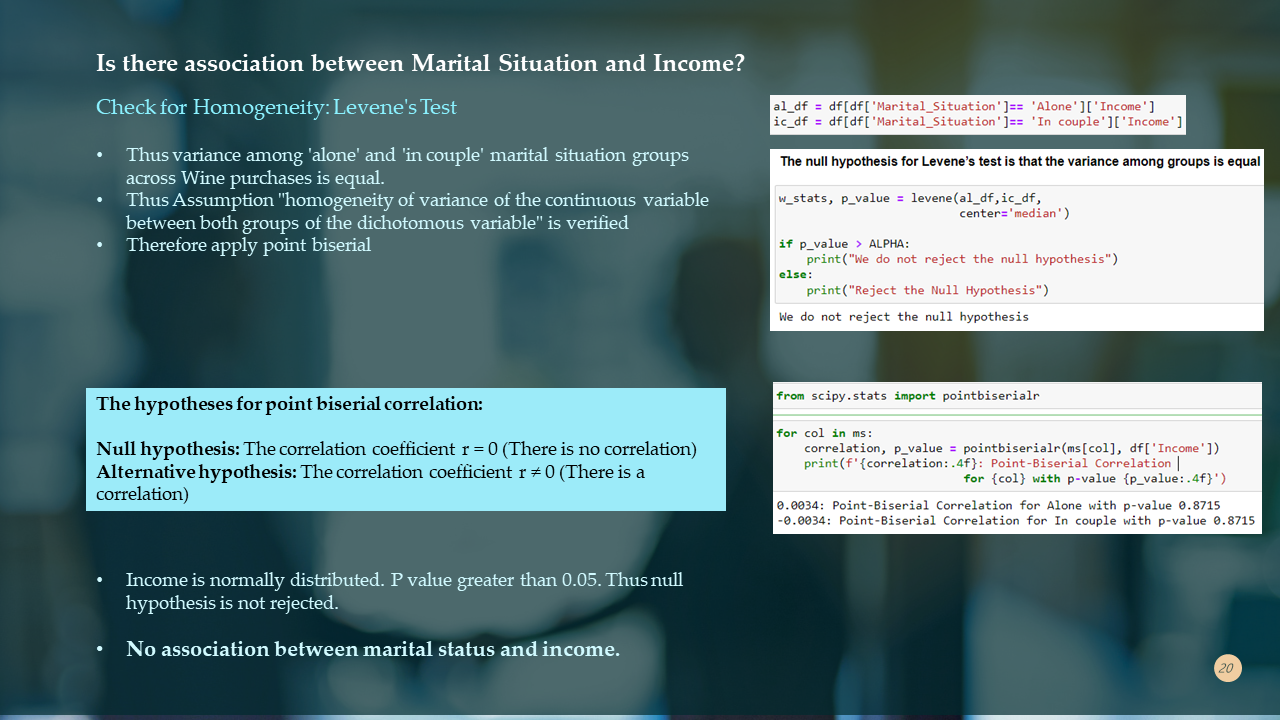 Is there association between Marital Situation and Income?
Check for Homogeneity: Levene's Test
• Thus variance among 'alone' and 'in couple' marital situation groups
across Wine purchases is equal.
• Thus Assumption "homogeneity of variance of the continuous variable
between both groups of the dichotomous variable" is verified
• Therefore apply point biserial
al_df = df[df['Marital_Situation']== 'Alone']['Income']
ic_df = df[df['Marital_Situation']== 'In couple']['Income']
The null hypothesis for Levene's test is that the variance among groups is equal
w_stats, p_value = levene(al_df,ic_df,
center='median')
if p_value > ALPHA:
print("We do not reject the null hypothesis")
else:
print("Reject the Null Hypothesis")
We do not reject the null hypothesis
The hypotheses for point biserial correlation:
Null hypothesis: The correlation coefficient r = 0 (There is no correlation)
Alternative hypothesis: The correlation coefficient r ≠ 0 (There is a
correlation)
from scipy.stats import pointbiserialr
for col in ms:
correlation, p_value = pointbiserialr(ms[col], df['Income'])
print(f'{correlation:.4f}: Point-Biserial Correlation
for {col} with p-value {p_value:.4f}')
0.0034: Point-Biserial Correlation for Alone with p-value 0.8715
-0.0034: Point-Biserial Correlation for In couple with p-value 0.8715
• Income is normally distributed. P value greater than 0.05. Thus null
hypothesis is not rejected.
• No association between marital status and income.
20